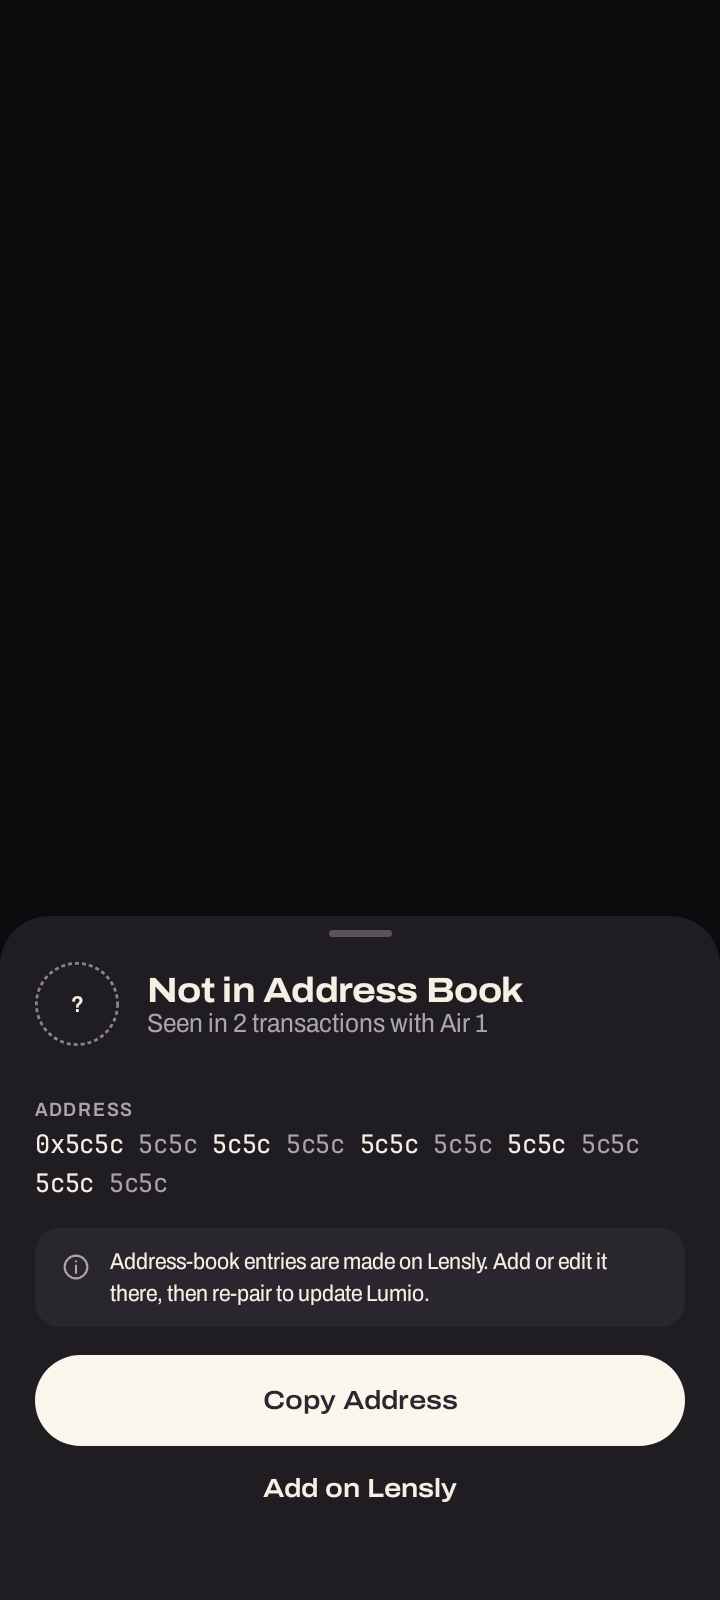 ?
Not in Address Book
Seen in 2 transactions with Air 1
ADDRESS
0x5c5c 5c5c 5c5c 5c5c 5c5c 5c5c 5c5c 5c5c
5c5c 5c5c
Address-book entries are made on Lensly. Add or edit it
there, then re-pair to update Lumio.
Copy Address
Add on Lensly